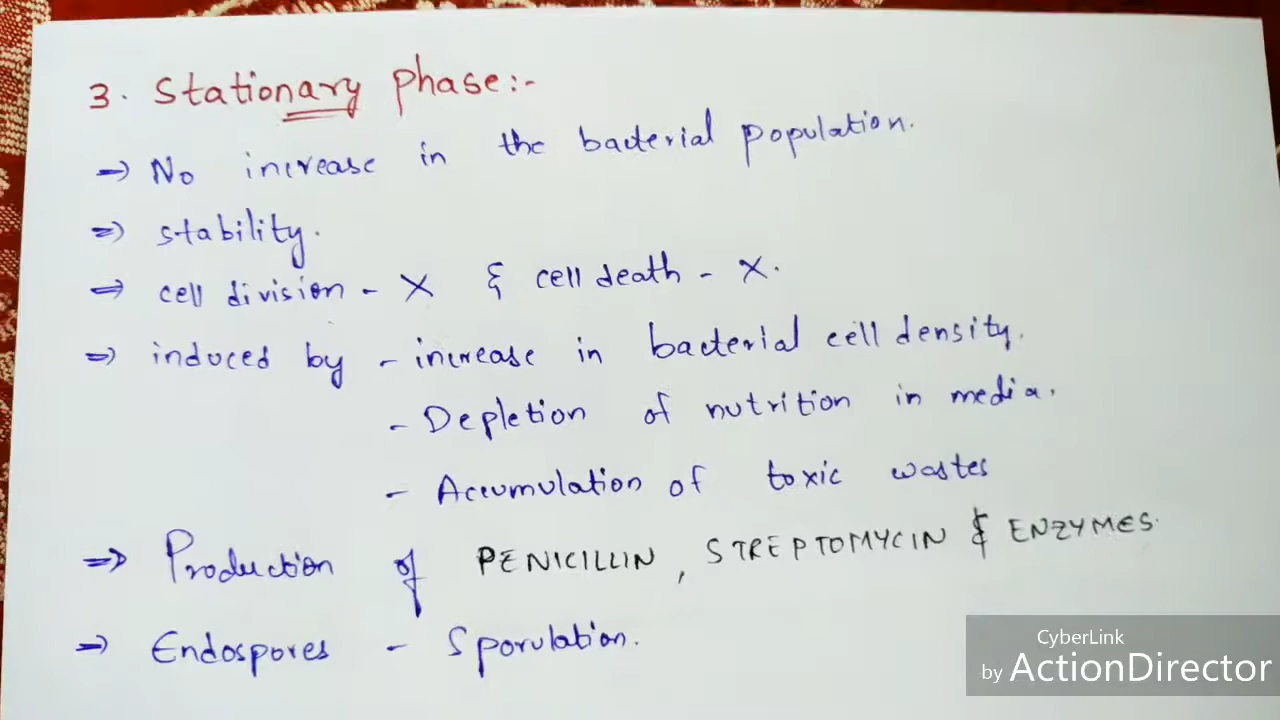 3. Stationary phase:-
→ No increase in the bacterial population.
⇒ stability.
⇒ cell division - X & cell death - X.
⇒ induced by - increase in bacterial cell density.
- Depletion of nutrition in media.
- Accumulation of toxic wastes
⇒ Production of PENICILLIN, STREPTOMYCIN & ENZYMES.
⇒ Endospores - Sporulation.
CyberLink
by ActionDirector